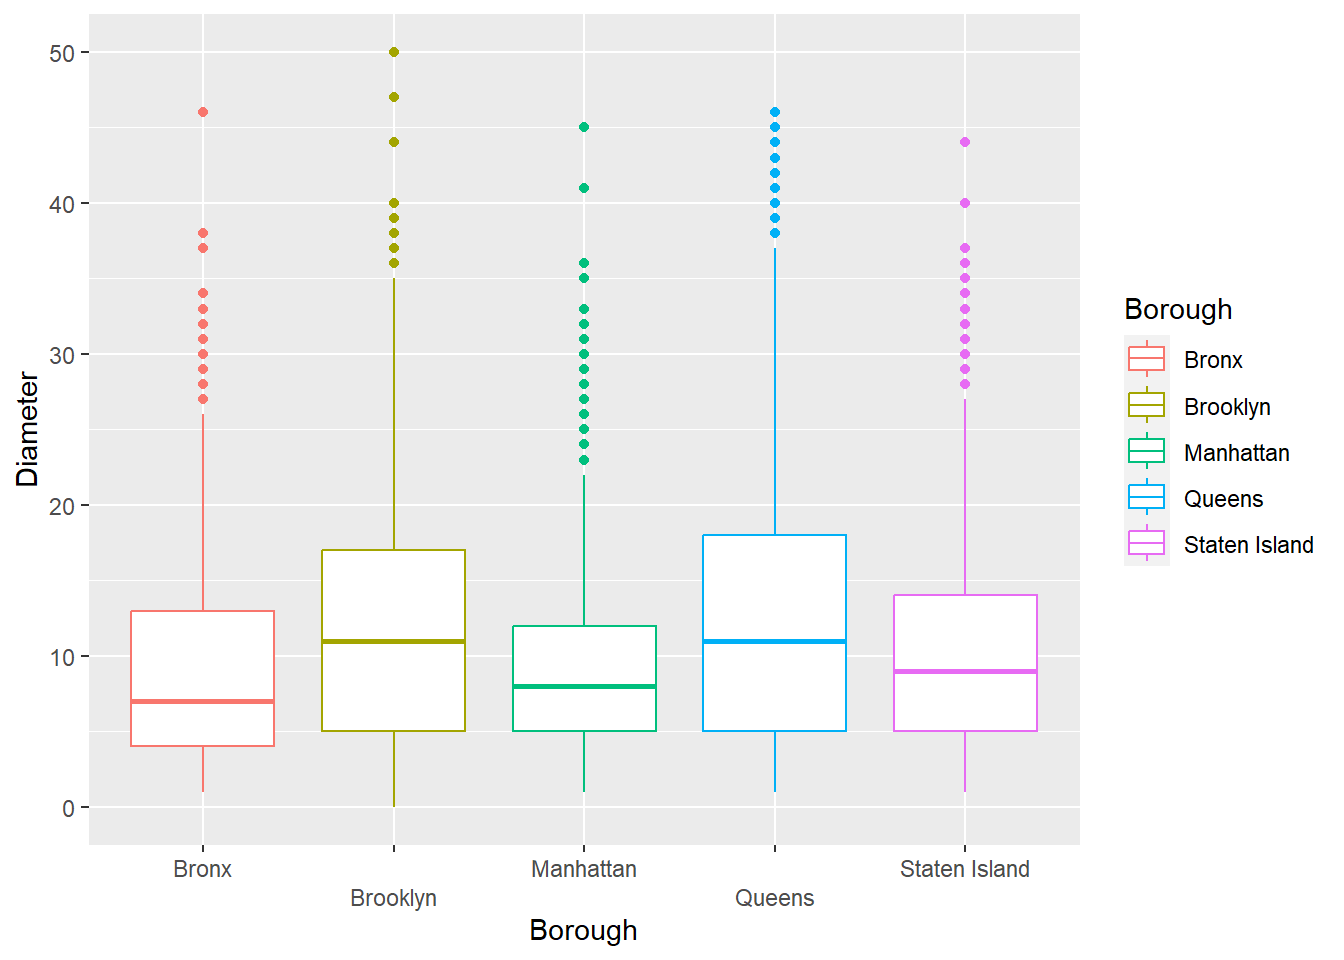 50
40
30
20
10
0
Diameter
Bronx
Brooklyn
Manhattan
Queens
Staten Island
Borough
Borough
Bronx
Brooklyn
Manhattan
Queens
Staten Island